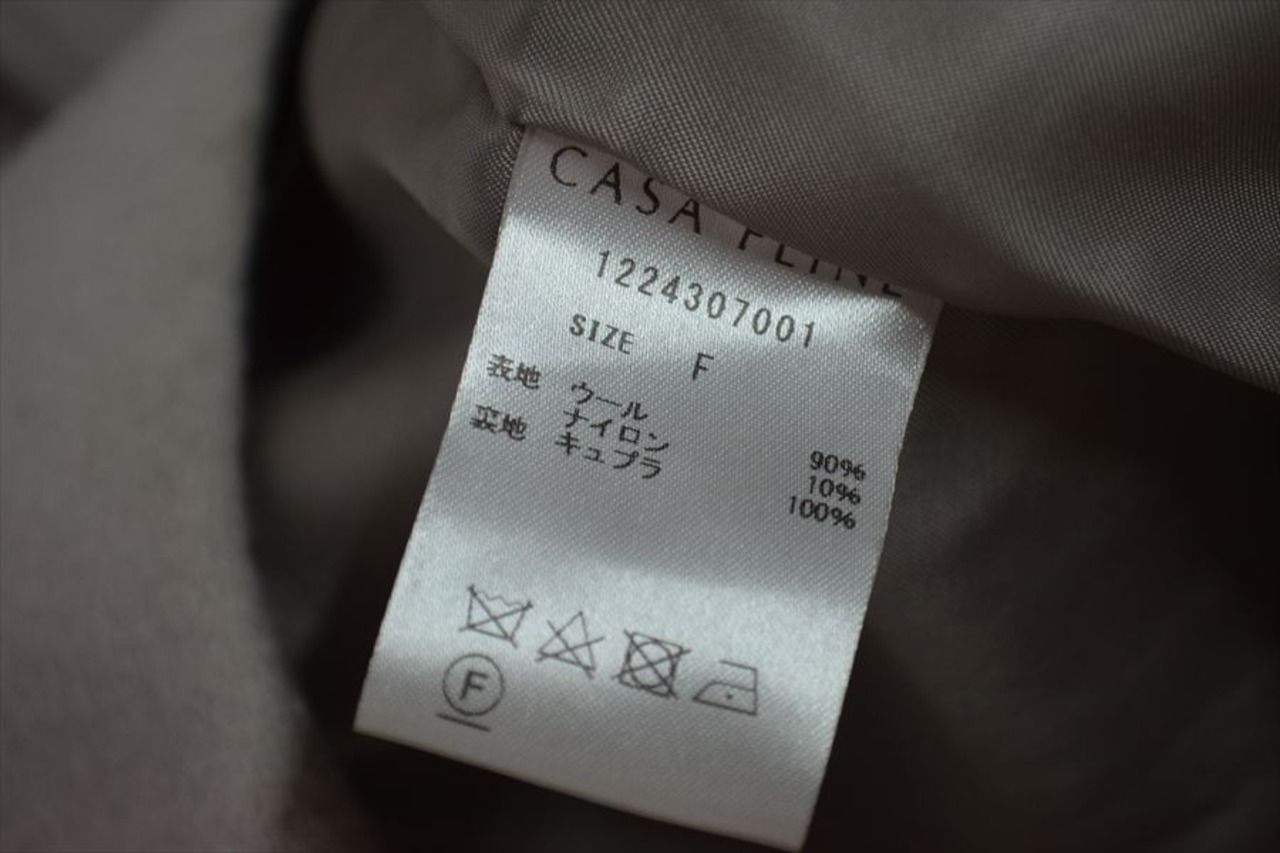 CASA FLINE
1224307001
SIZE F
表地 ウール 90%
ナイロン 10%
裏地 キュプラ 100%
F